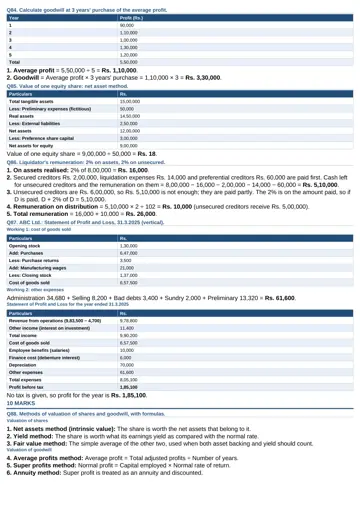 Q84. Calculate goodwill at 3 years' purchase of the average profit.
Year Profit (Rs.)
1 90,000
2 1,10,000
3 1,00,000
4 1,30,000
5 1,20,000
Total 5,50,000
1. Average profit = 5,50,000 ÷ 5 = Rs. 1,10,000.
2. Goodwill = Average profit × 3 years' purchase = 1,10,000 × 3 = Rs. 3,30,000.
Q85. Value of one equity share: net asset method.
Particulars Rs.
Total tangible assets 15,00,000
Less: Preliminary expenses (fictitious) 50,000
Real assets 14,50,000
Less: External liabilities 2,50,000
Net assets 12,00,000
Less: Preference share capital 3,00,000
Net assets for equity 9,00,000
Value of one equity share = 9,00,000 ÷ 50,000 = Rs. 18.
Q86. Liquidator's remuneration: 2% on assets, 2% on unsecured.
1. On assets realised: 2% of 8,00,000 = Rs. 16,000.
2. Secured creditors Rs. 2,00,000, liquidation expenses Rs. 14,000 and preferential creditors Rs. 60,000 are paid first. Cash left
for unsecured creditors and the remuneration on them = 8,00,000 − 16,000 − 2,00,000 − 14,000 − 60,000 = Rs. 5,10,000.
3. Unsecured creditors are Rs. 6,00,000, so Rs. 5,10,000 is not enough; they are paid partly. The 2% is on the amount paid, so if
D is paid, D + 2% of D = 5,10,000.
4. Remuneration on distribution = 5,10,000 × 2 ÷ 102 = Rs. 10,000 (unsecured creditors receive Rs. 5,00,000).
5. Total remuneration = 16,000 + 10,000 = Rs. 26,000.
Q87. ABC Ltd.: Statement of Profit and Loss, 31.3.2025 (vertical).
Working 1: cost of goods sold
Particulars Rs.
Opening stock 1,30,000
Add: Purchases 6,47,000
Less: Purchase returns 3,500
Add: Manufacturing wages 21,000
Less: Closing stock 1,37,000
Cost of goods sold 6,57,500
Working 2: other expenses
Administration 34,680 + Selling 8,200 + Bad debts 3,400 + Sundry 2,000 + Preliminary 13,320 = Rs. 61,600.
Statement of Profit and Loss for the year ended 31.3.2025
Particulars Rs.
Revenue from operations (9,83,500 − 4,700) 9,78,800
Other income (interest on investment) 11,400
Total income 9,90,200
Cost of goods sold 6,57,500
Employee benefits (salaries) 10,000
Finance cost (debenture interest) 6,000
Depreciation 70,000
Other expenses 61,600
Total expenses 8,05,100
Profit before tax 1,85,100
No tax is given, so profit for the year is Rs. 1,85,100.
10 MARKS
Q88. Methods of valuation of shares and goodwill, with formulas.
Valuation of shares
1. Net assets method (intrinsic value): The share is worth the net assets that belong to it.
2. Yield method: The share is worth what its earnings yield as compared with the normal rate.
3. Fair value method: The simple average of the other two, used when both asset backing and yield should count.
Valuation of goodwill
4. Average profits method: Average profit = Total adjusted profits ÷ Number of years.
5. Super profits method: Normal profit = Capital employed × Normal rate of return.
6. Annuity method: Super profit is treated as an annuity and discounted.